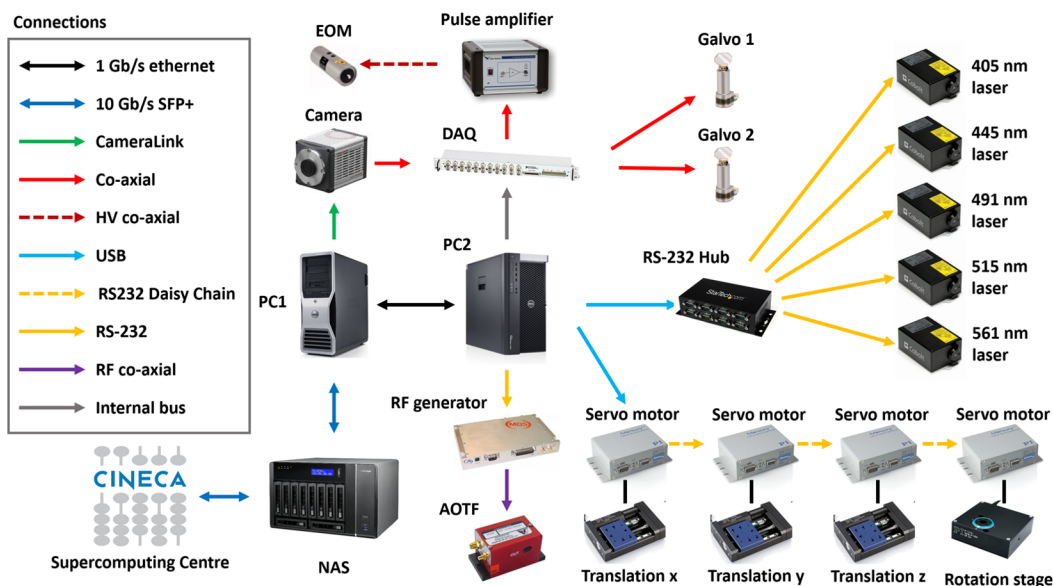 Connections
1 Gb/s ethernet
10 Gb/s SFP+
CameraLink
Co-axial
HV co-axial
USB
RS232 Daisy Chain
RS-232
RF co-axial
Internal bus
EOM
Pulse amplifier
Galvo 1
Camera
DAQ
Galvo 2
405 nm
laser
445 nm
laser
491 nm
laser
515 nm
laser
561 nm
laser
PC1
PC2
RS-232 Hub
StarTech.com
RF generator
Servo motor
Servo motor
Servo motor
Servo motor
AOTF
CINECA
Supercomputing Centre
NAS
Translation x
Translation y
Translation z
Rotation stage